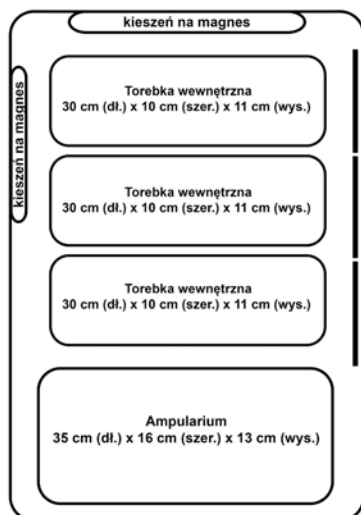 kieszeń na magnes
kieszeń na magnes
Torebka wewnętrzna
30 cm (dł.) x 10 cm (szer.) x 11 cm (wys.)
Torebka wewnętrzna
30 cm (dł.) x 10 cm (szer.) x 11 cm (wys.)
Torebka wewnętrzna
30 cm (dł.) x 10 cm (szer.) x 11 cm (wys.)
Ampularium
35 cm (dł.) x 16 cm (szer.) x 13 cm (wys.)